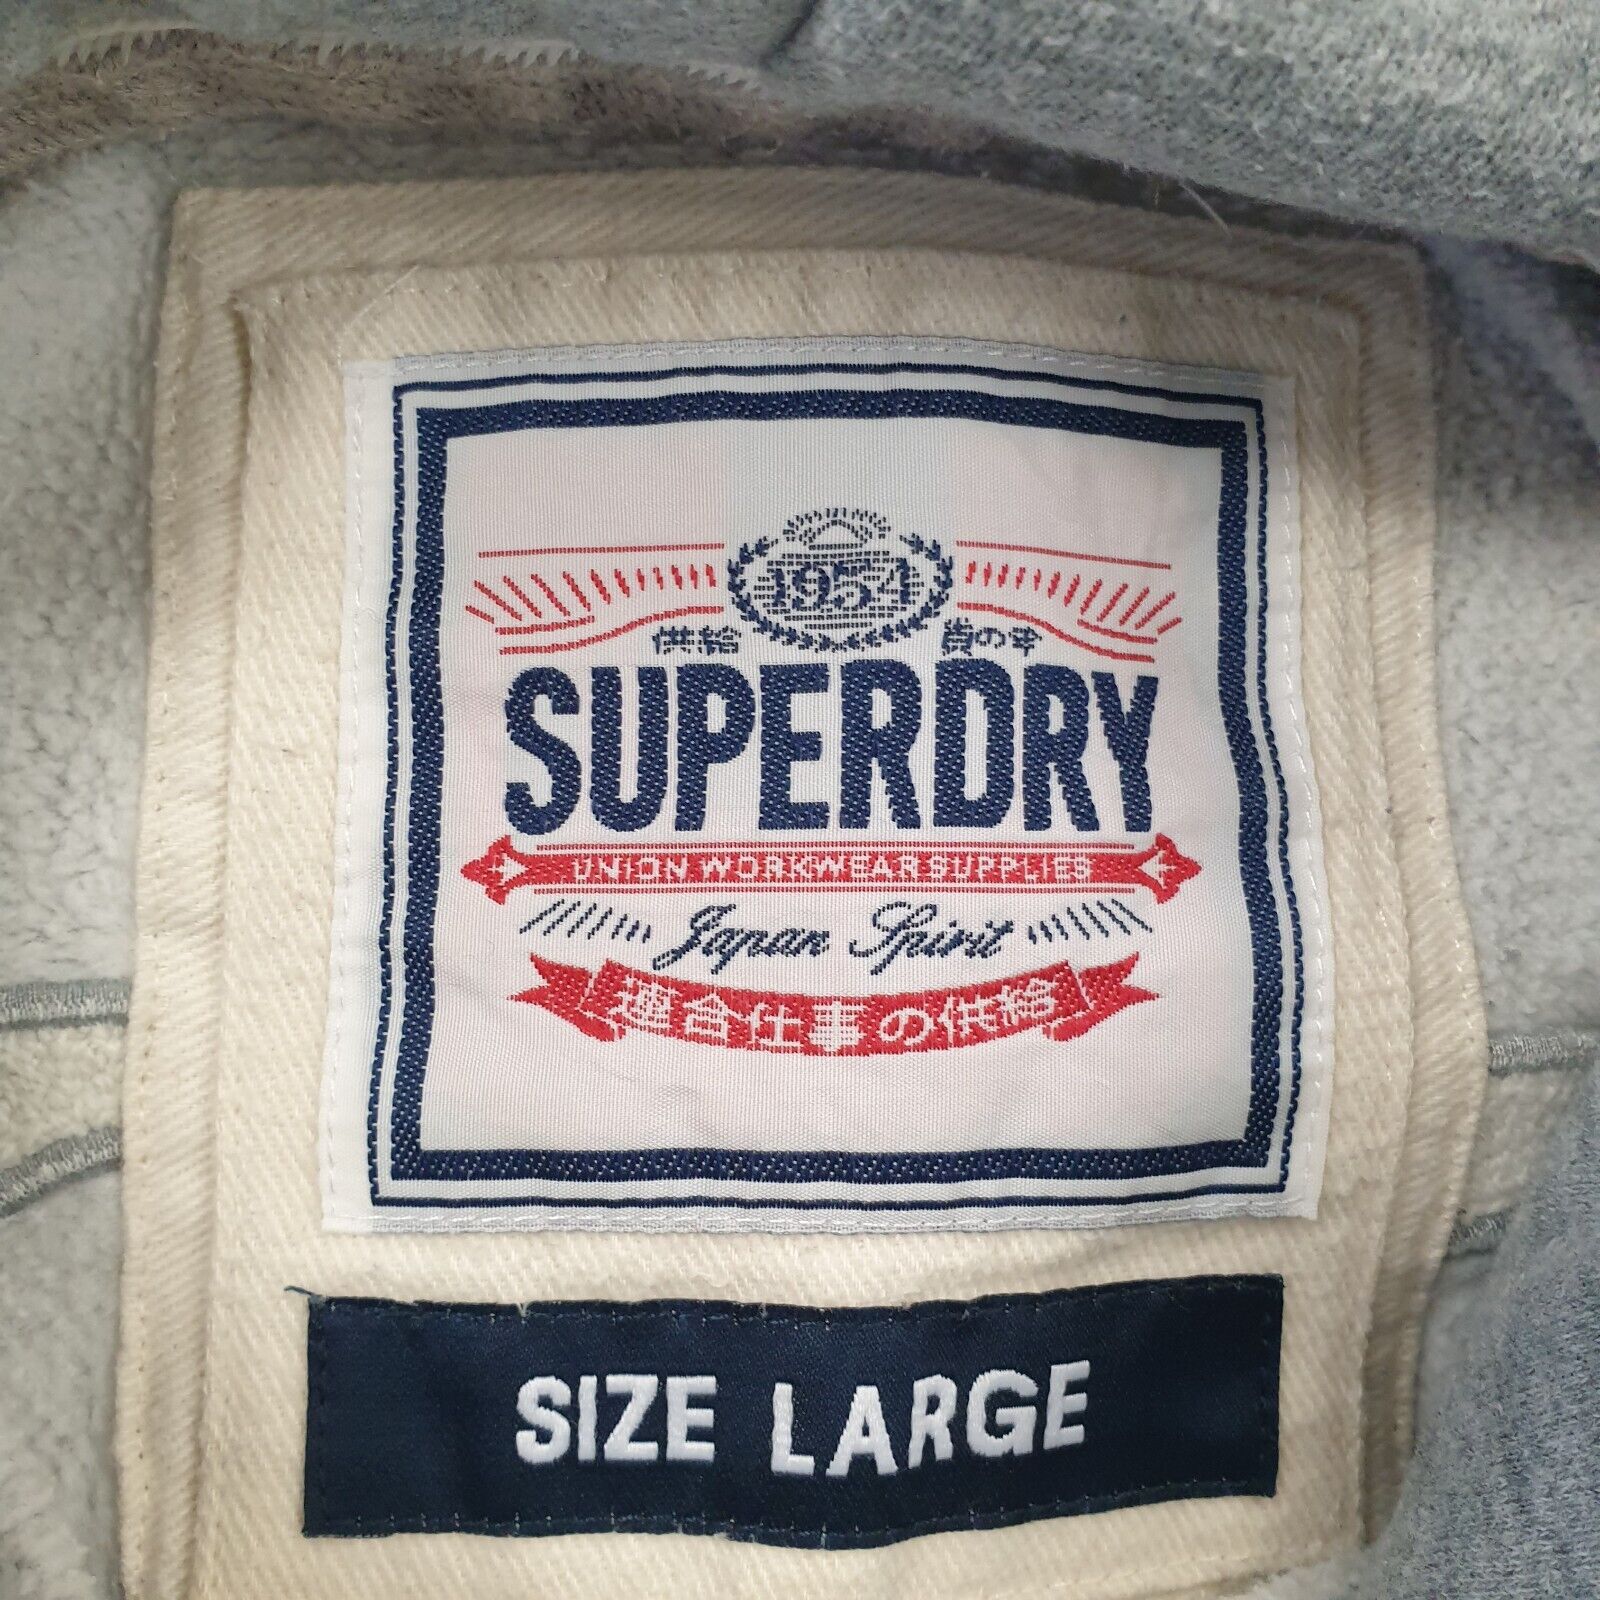 1954
供給 貨の本
SUPERDRY
UNION WORKWEAR SUPPLIES
Japan Spirit
連合仕事の供給
SIZE LARGE